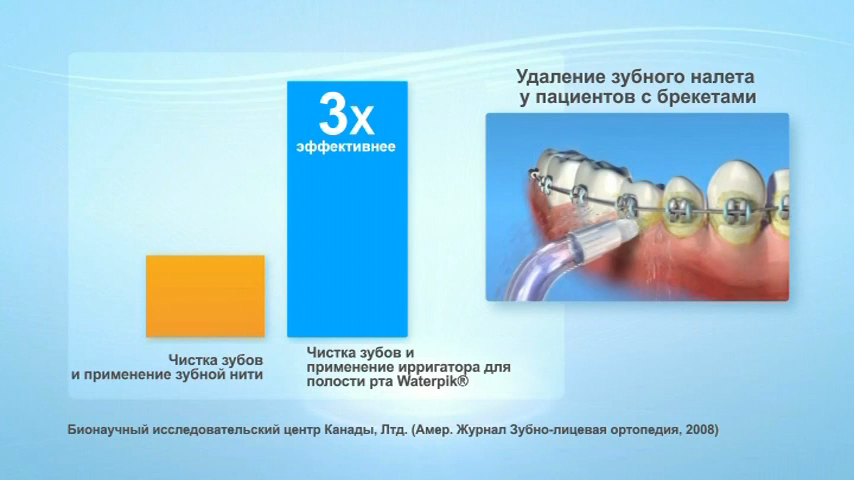 Удаление зубного налета
у пациентов с брекетами
3x
эффективнее
Чистка зубов
и применение зубной нити
Чистка зубов и
применение ирригатора для
полости рта Waterpik®
Бионаучный исследовательский центр Канады, Лтд. (Амер. Журнал Зубно-лицевая ортопедия, 2008)